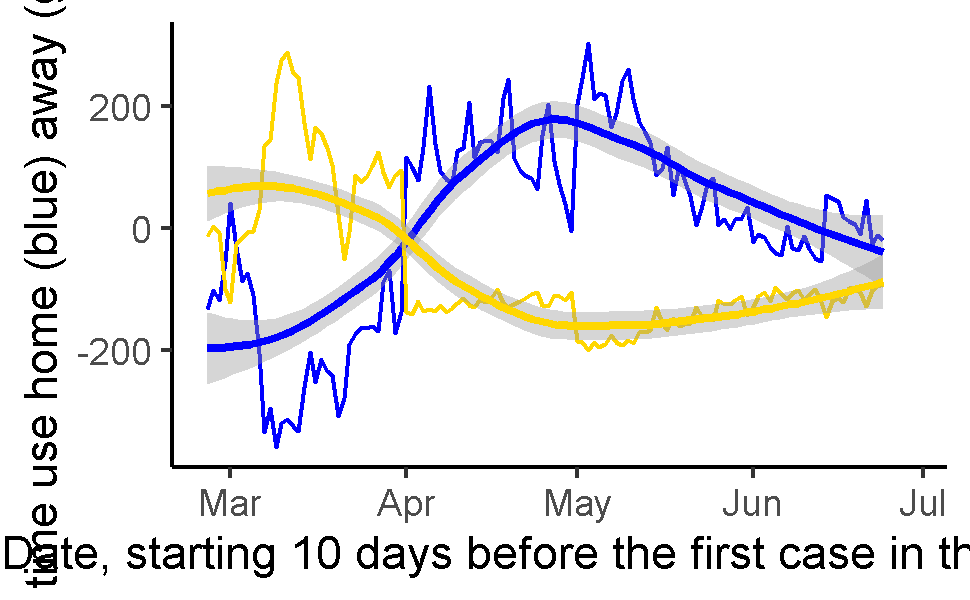 time use home (blue) away (
200
0
-200
Mar Apr May Jun Jul
Date, starting 10 days before the first case in th